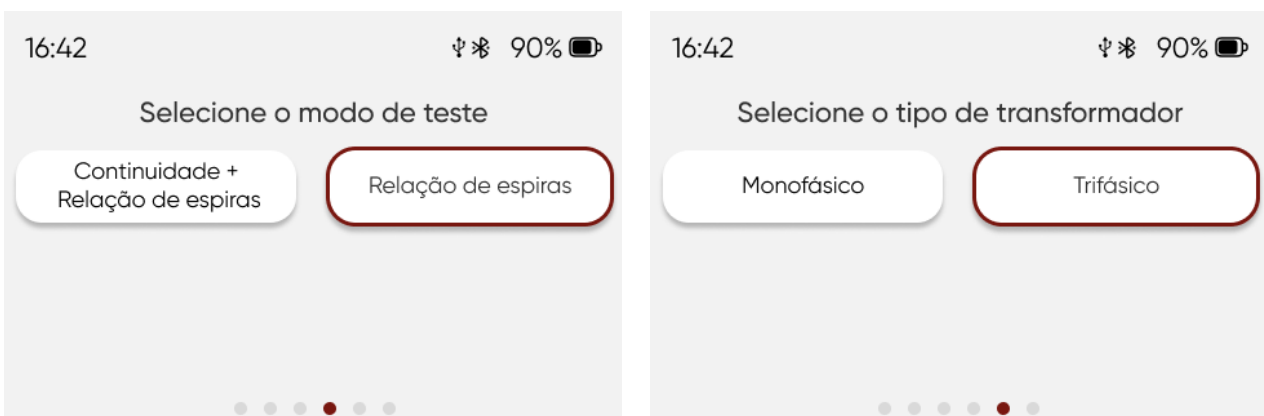 16:42 90%
Selecione o modo de teste
Continuidade +
Relação de espiras
Relação de espiras
16:42 90%
Selecione o tipo de transformador
Monofásico
Trifásico